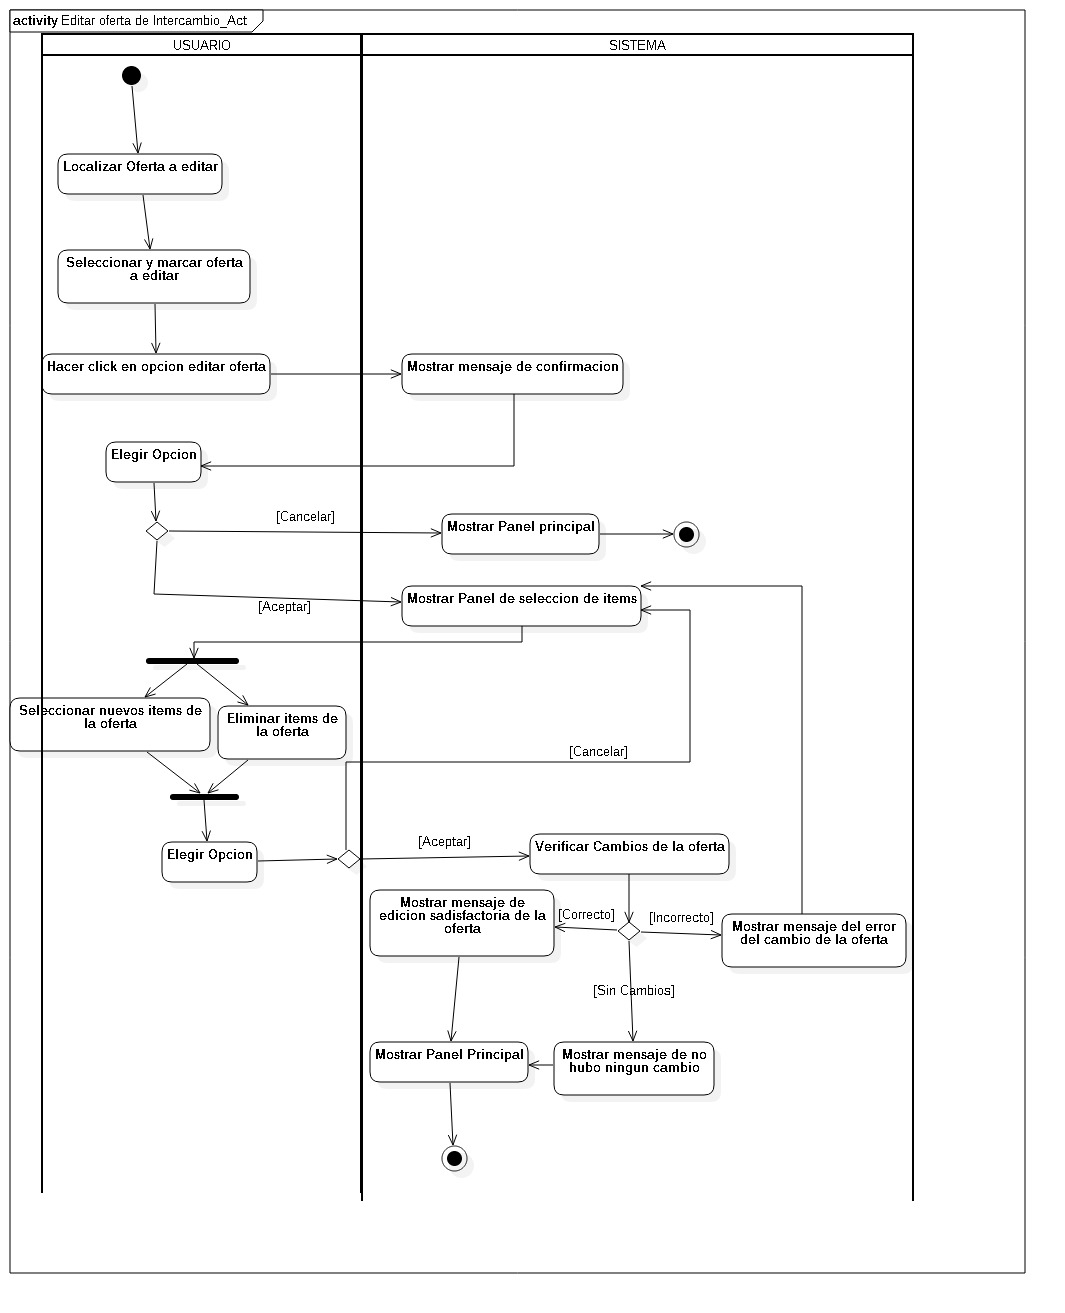 activity Editar oferta de Intercambio_Act
USUARIO
SISTEMA
Localizar Oferta a editar
Seleccionar y marcar oferta
a editar
Hacer click en opcion editar oferta
Mostrar mensaje de confirmacion
Elegir Opcion
[Cancelar]
Mostrar Panel principal
[Aceptar]
Mostrar Panel de seleccion de items
Seleccionar nuevos items de
la oferta
Eliminar items de
la oferta
[Cancelar]
Elegir Opcion
[Aceptar]
Verificar Cambios de la oferta
Mostrar mensaje de
edicion sadisfactoria de la
oferta
[Correcto]
[Incorrecto]
Mostrar mensaje del error
del cambio de la oferta
[Sin Cambios]
Mostrar Panel Principal
Mostrar mensaje de no
hubo ningun cambio